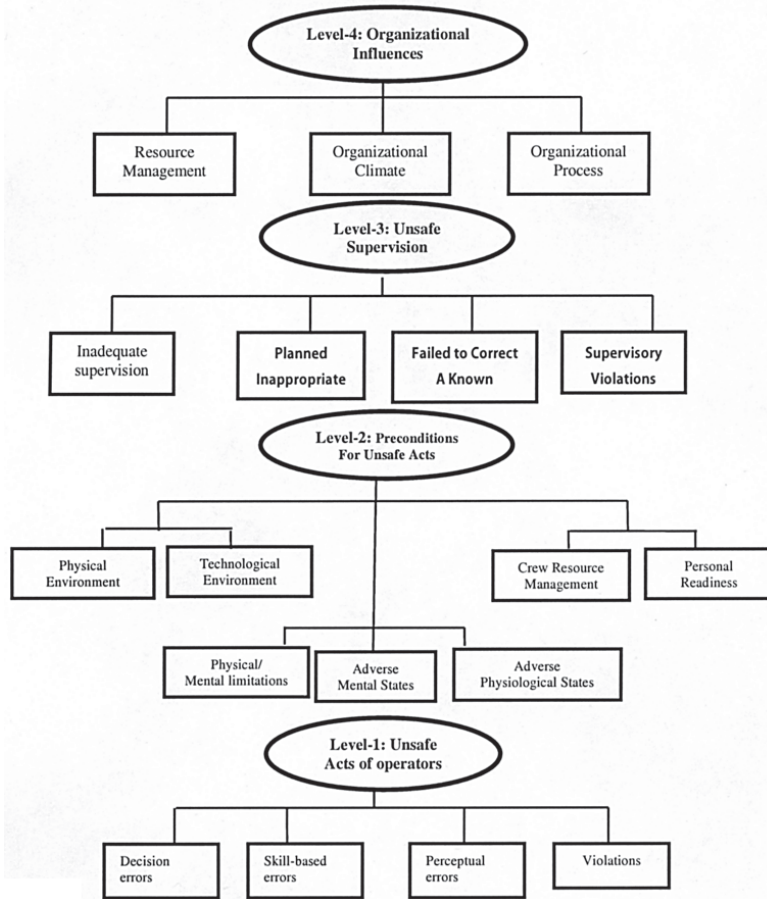 Level-4: Organizational
Influences
Resource
Management
Organizational
Climate
Organizational
Process
Level-3: Unsafe
Supervision
Inadequate
supervision
Planned
Inappropriate
Failed to Correct
A Known
Supervisory
Violations
Level-2: Preconditions
For Unsafe Acts
Physical
Environment
Technological
Environment
Crew Resource
Management
Personal
Readiness
Physical/
Mental limitations
Adverse
Mental States
Adverse
Physiological States
Level-1: Unsafe
Acts of operators
Decision
errors
Skill-based
errors
Perceptual
errors
Violations